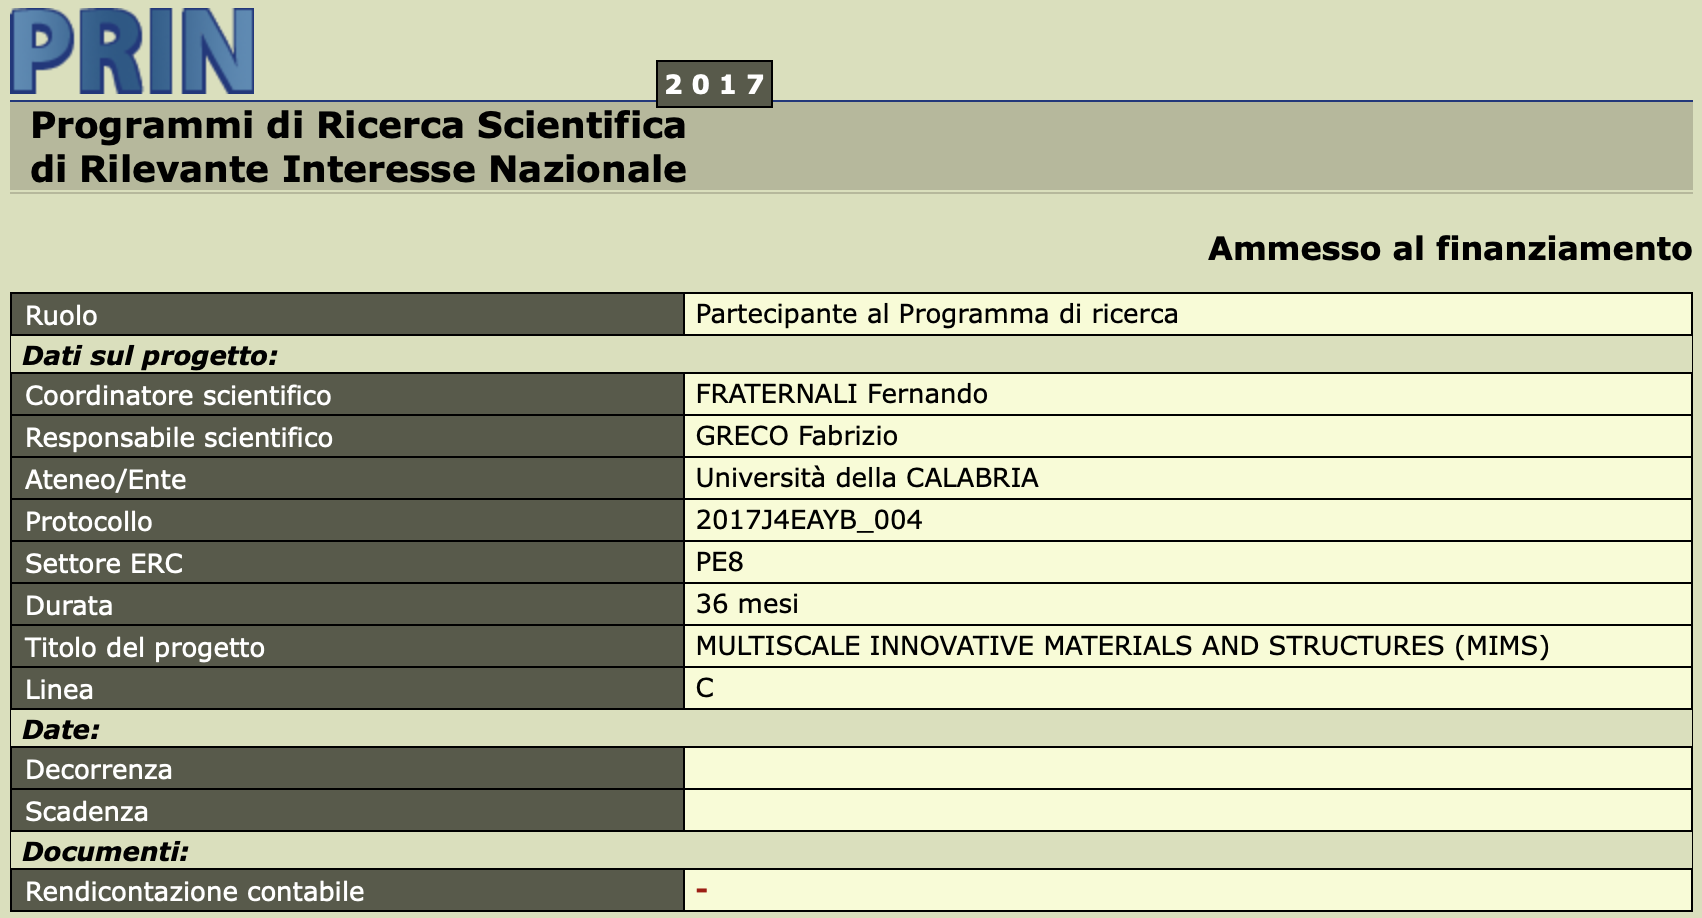 PRIN
2017
Programmi di Ricerca Scientifica
di Rilevante Interesse Nazionale
Ammesso al finanziamento
Ruolo Partecipante al Programma di ricerca
Dati sul progetto:
Coordinatore scientifico FRATERNALI Fernando
Responsabile scientifico GRECO Fabrizio
Ateneo/Ente Università della CALABRIA
Protocollo 2017J4EAYB_004
Settore ERC PE8
Durata 36 mesi
Titolo del progetto MULTISCALE INNOVATIVE MATERIALS AND STRUCTURES (MIMS)
Linea C
Date:
Decorrenza
Scadenza
Documenti:
Rendicontazione contabile -